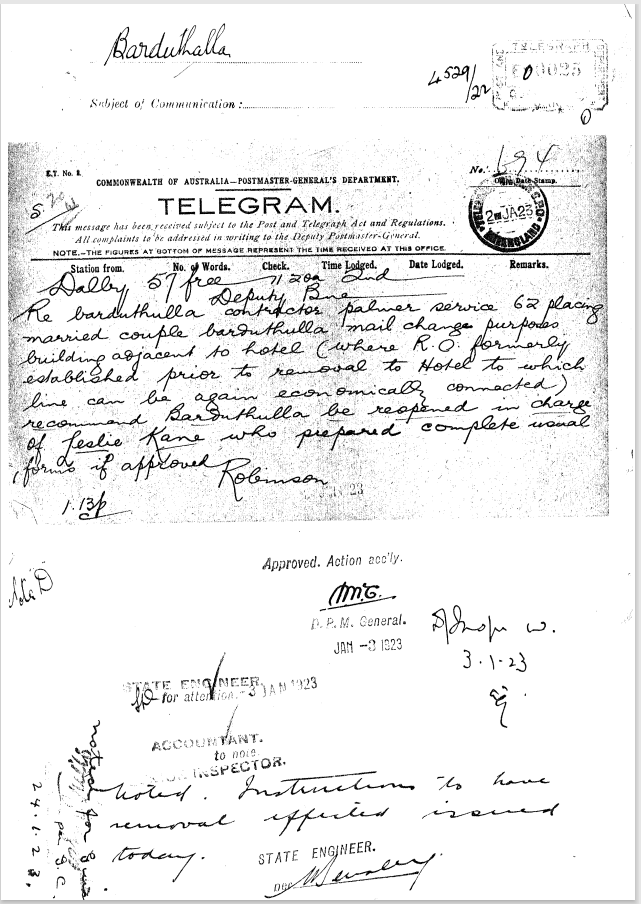 Barduthalla
4529/22
TELEGRAPH
Subject of Communication :
E.T. No. 2.
COMMONWEALTH OF AUSTRALIA—POSTMASTER-GENERAL'S DEPARTMENT.
No. 194
Office Date Stamp.
TELEGRAM.
2 JA 23
QUEENSLAND
This message has been received subject to the Post and Telegraph Act and Regulations.
All complaints to be addressed in writing to the Deputy Postmaster-General.
NOTE.—THE FIGURES AT BOTTOM OF MESSAGE REPRESENT THE TIME RECEIVED AT THIS OFFICE.
Station from. No. of Words. Check. Time Lodged. Date Lodged. Remarks.
Dalby 57 free 11 20a 2nd
Deputy Bne
Re barduthulla contractor palmer service 62 placing
married couple barduthulla mail change purposes
building adjacent to hotel (where R.O. formerly
established prior to removal to Hotel to which
line can be again economically connected)
recommend Barduthulla be reopened in charge
of Leslie Kane who prepared complete usual
forms if approved
Robinson
1.13p
Approved. Action acc'ly.
D. P. M. General.
JAN -3 1923
3.1.23
STATE ENGINEER.
for attention. 3 JAN 1923
ACCOUNTANT.
to note.
INSPECTOR.
noted. Instructions to have
removal effected issued
today.
STATE ENGINEER.
24.1.23.